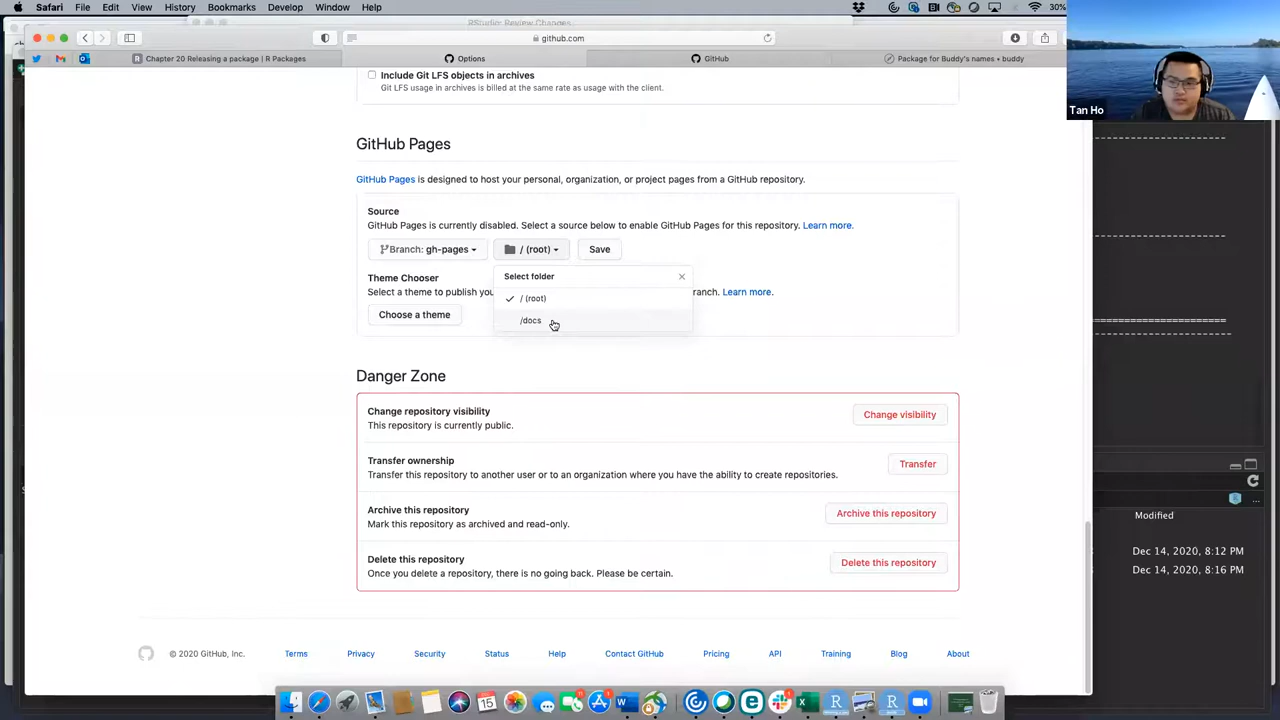 Safari File Edit View History Bookmarks Develop Window Help
30%
RStudio: Review Changes
github.com
Chapter 20 Releasing a package | R Packages
Options
GitHub
Package for Buddy's names • buddy
Tan Ho
Include Git LFS objects in archives
Git LFS usage in archives is billed at the same rate as usage with the client.
GitHub Pages
GitHub Pages is designed to host your personal, organization, or project pages from a GitHub repository.
Source
GitHub Pages is currently disabled. Select a source below to enable GitHub Pages for this repository. Learn more.
Branch: gh-pages
/ (root)
Save
Select folder
/ (root)
/docs
Theme Chooser
Select a theme to publish you
ranch. Learn more.
Choose a theme
Danger Zone
Change repository visibility
This repository is currently public.
Change visibility
Transfer ownership
Transfer this repository to another user or to an organization where you have the ability to create repositories.
Transfer
Archive this repository
Mark this repository as archived and read-only.
Archive this repository
Delete this repository
Once you delete a repository, there is no going back. Please be certain.
Delete this repository
Modified
Dec 14, 2020, 8:12 PM
Dec 14, 2020, 8:16 PM
© 2020 GitHub, Inc.
Terms
Privacy
Security
Status
Help
Contact GitHub
Pricing
API
Training
Blog
About
15